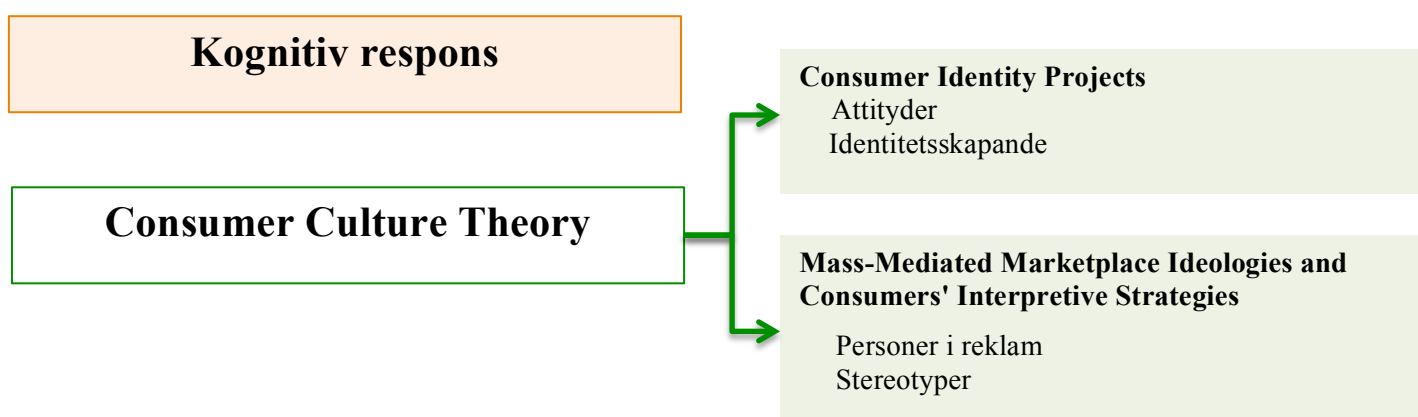 Kognitiv respons
Consumer Culture Theory
Consumer Identity Projects
Attityder
Identitetsskapande
Mass-Mediated Marketplace Ideologies and
Consumers' Interpretive Strategies
Personer i reklam
Stereotyper